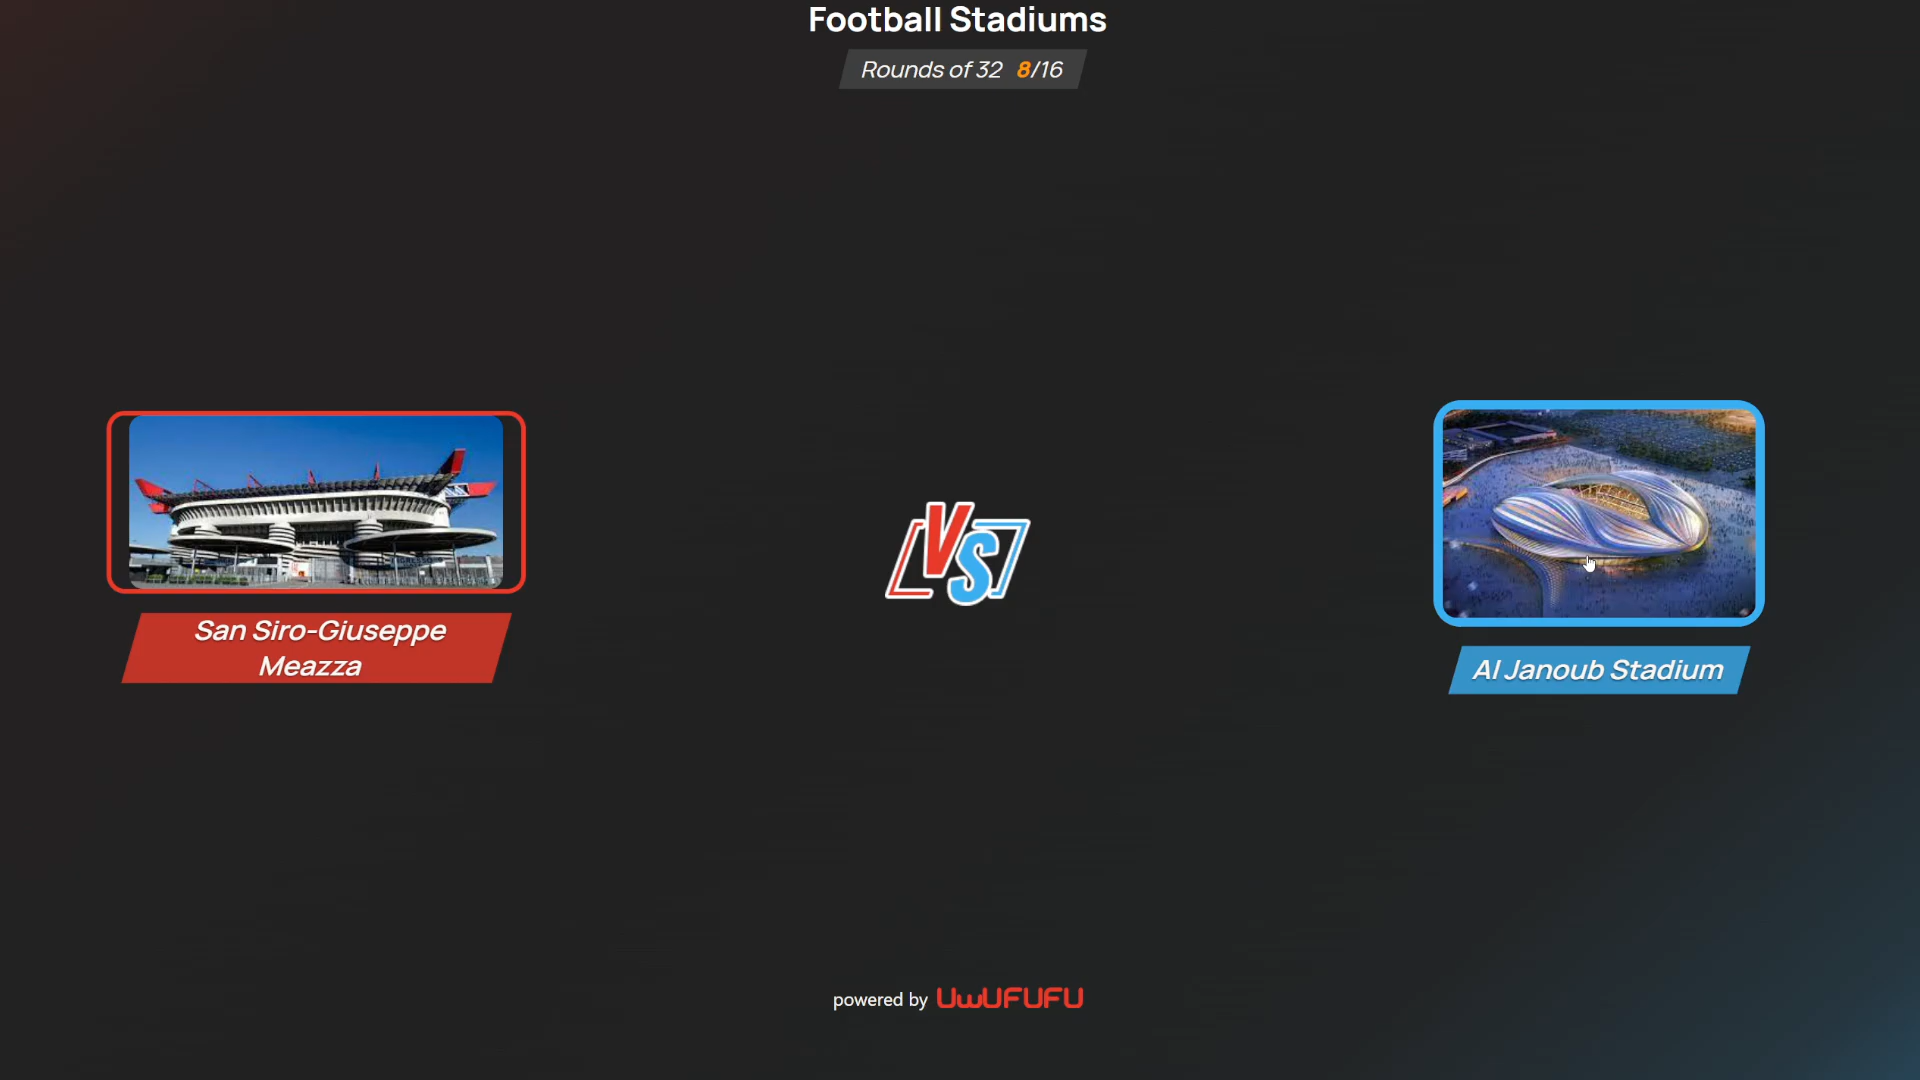 Football Stadiums
Rounds of 32 8/16
VS
San Siro-Giuseppe
Meazza
Al Janoub Stadium
powered by UwUFUFU